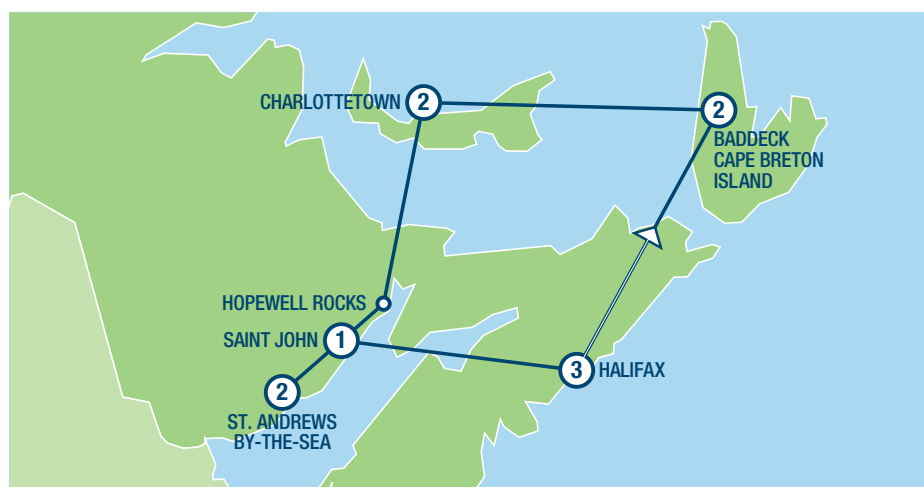 CHARLOTTETOWN 2
2
BADDECK
CAPE BRETON
ISLAND
HOPEWELL ROCKS
SAINT JOHN 1
3 HALIFAX
2
ST. ANDREWS
BY-THE-SEA